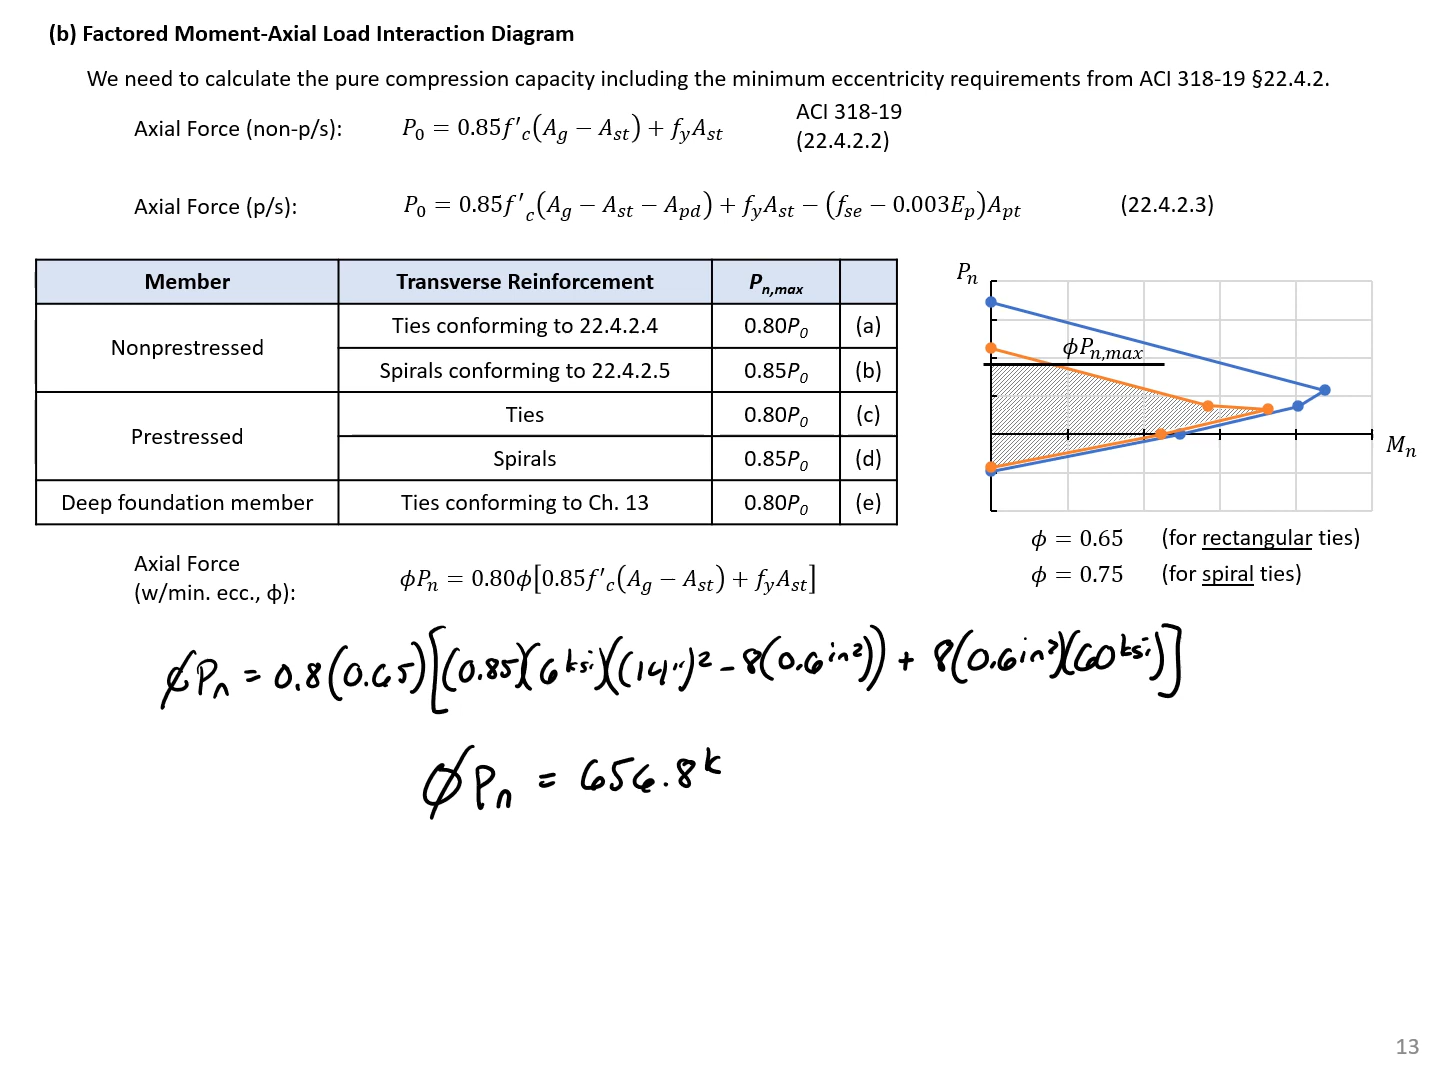 (b) Factored Moment-Axial Load Interaction Diagram
We need to calculate the pure compression capacity including the minimum eccentricity requirements from ACI 318-19 §22.4.2.
Axial Force (non-p/s): P₀ = 0.85f'c(Ag − Ast) + fyAst
ACI 318-19
(22.4.2.2)
Axial Force (p/s): P₀ = 0.85f'c(Ag − Ast − Apd) + fyAst − (fse − 0.003Ep)Apt (22.4.2.3)
Member Transverse Reinforcement Pn,max
Nonprestressed
Ties conforming to 22.4.2.4 0.80P₀ (a)
Spirals conforming to 22.4.2.5 0.85P₀ (b)
Prestressed
Ties 0.80P₀ (c)
Spirals 0.85P₀ (d)
Deep foundation member Ties conforming to Ch. 13 0.80P₀ (e)
Pn
ϕPn,max
Mn
ϕ = 0.65 (for rectangular ties)
ϕ = 0.75 (for spiral ties)
Axial Force
(w/min. ecc., ϕ):
ϕPn = 0.80ϕ[0.85f'c(Ag − Ast) + fyAst]
ϕPn = 0.8(0.65)[(0.85)(6ksi)((14")² − 8(0.6in²)) + 8(0.6in²)(60ksi)]
ϕPn = 656.8k
13